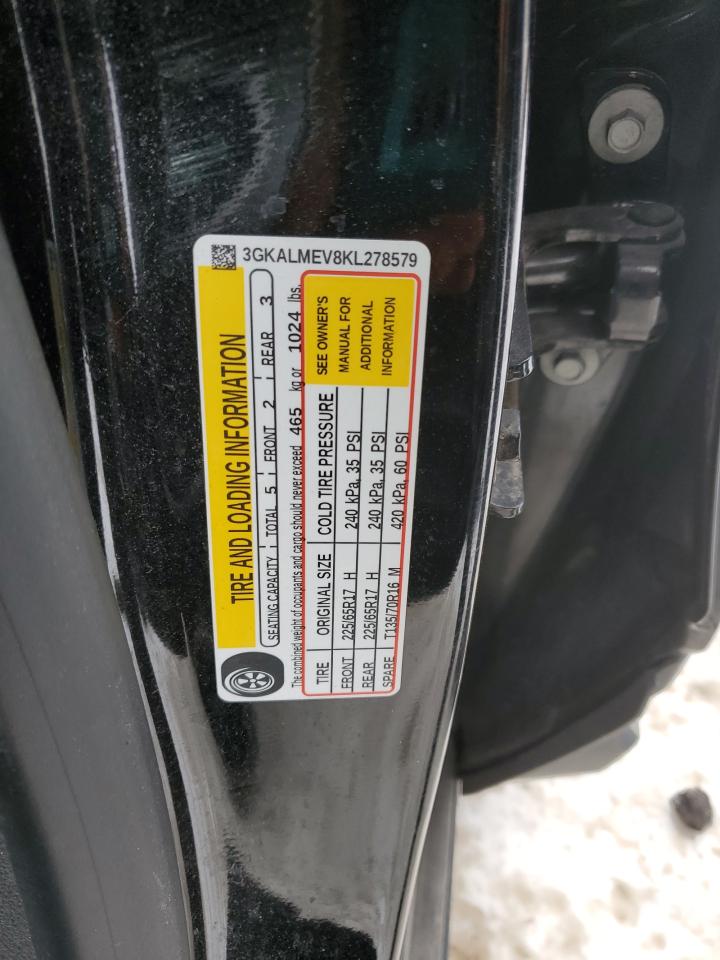 3GKALMEV8KL278579
TIRE AND LOADING INFORMATION
SEATING CAPACITY TOTAL 5 FRONT 2 REAR 3
The combined weight of occupants and cargo should never exceed 465 kg or 1024 lbs.
TIRE ORIGINAL SIZE COLD TIRE PRESSURE SEE OWNER'S
FRONT 225/65R17 H 240 kPa, 35 PSI MANUAL FOR
REAR 225/65R17 H 240 kPa, 35 PSI ADDITIONAL
SPARE T135/70R16 M 420 kPa, 60 PSI INFORMATION